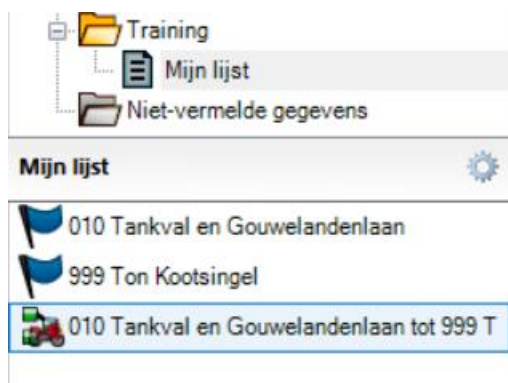 Training
Mijn lijst
Niet-vermelde gegevens
Mijn lijst
010 Tankval en Gouwelandenlaan
999 Ton Kootsingel
010 Tankval en Gouwelandenlaan tot 999 T